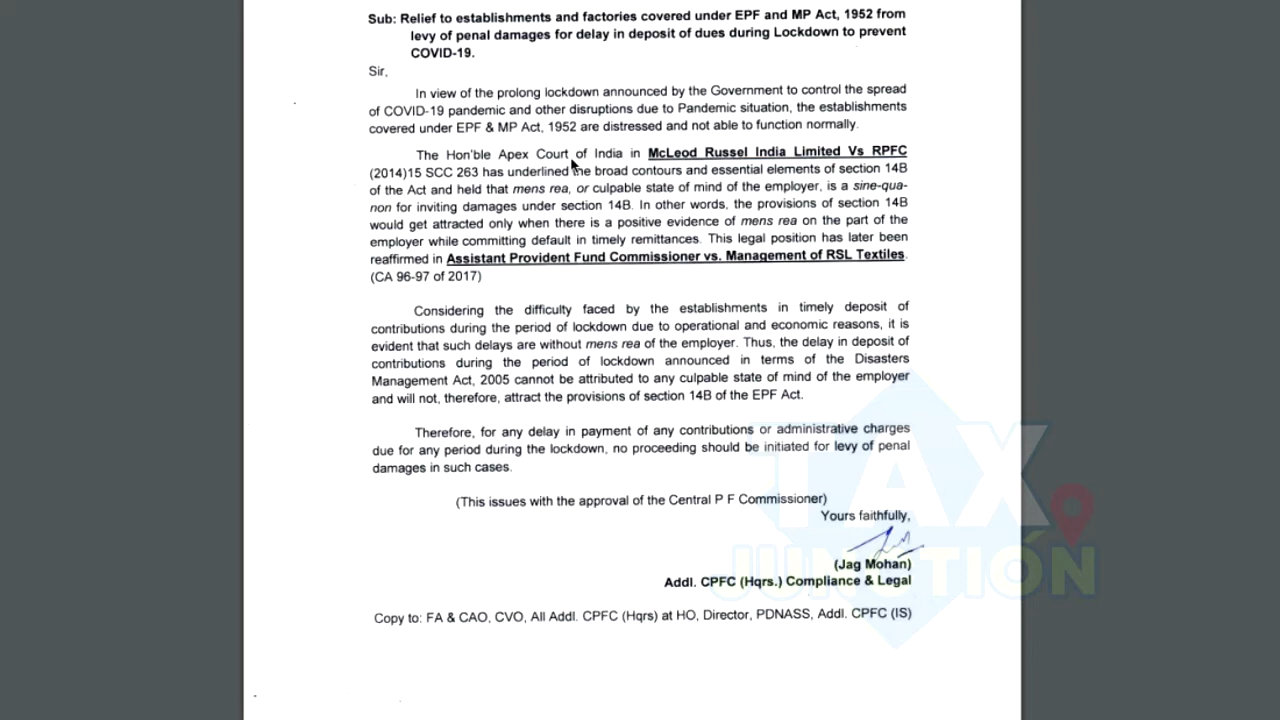 Sub: Relief to establishments and factories covered under EPF and MP Act, 1952 from
levy of penal damages for delay in deposit of dues during Lockdown to prevent
COVID-19.
Sir,
In view of the prolong lockdown announced by the Government to control the spread
of COVID-19 pandemic and other disruptions due to Pandemic situation, the establishments
covered under EPF & MP Act, 1952 are distressed and not able to function normally.
The Hon'ble Apex Court of India in McLeod Russel India Limited Vs RPFC
(2014)15 SCC 263 has underlined the broad contours and essential elements of section 14B
of the Act and held that mens rea, or culpable state of mind of the employer, is a sine-qua-
non for inviting damages under section 14B. In other words, the provisions of section 14B
would get attracted only when there is a positive evidence of mens rea on the part of the
employer while committing default in timely remittances. This legal position has later been
reaffirmed in Assistant Provident Fund Commissioner vs. Management of RSL Textiles.
(CA 96-97 of 2017)
Considering the difficulty faced by the establishments in timely deposit of
contributions during the period of lockdown due to operational and economic reasons, it is
evident that such delays are without mens rea of the employer. Thus, the delay in deposit of
contributions during the period of lockdown announced in terms of the Disasters
Management Act, 2005 cannot be attributed to any culpable state of mind of the employer
and will not, therefore, attract the provisions of section 14B of the EPF Act.
Therefore, for any delay in payment of any contributions or administrative charges
due for any period during the lockdown, no proceeding should be initiated for levy of penal
damages in such cases.
(This issues with the approval of the Central P F Commissioner)
Yours faithfully,
(Jag Mohan)
Addl. CPFC (Hqrs.) Compliance & Legal
Copy to: FA & CAO, CVO, All Addl. CPFC (Hqrs) at HO, Director, PDNASS, Addl. CPFC (IS)
TAX
JUNCTION